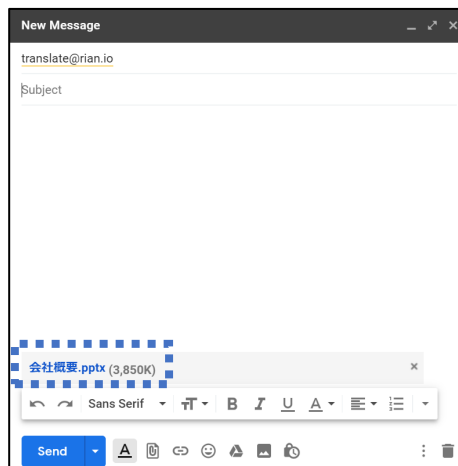 New Message
translate@rian.io
Subject
会社概要.pptx (3,850K)
Sans Serif
B I U A
Send A